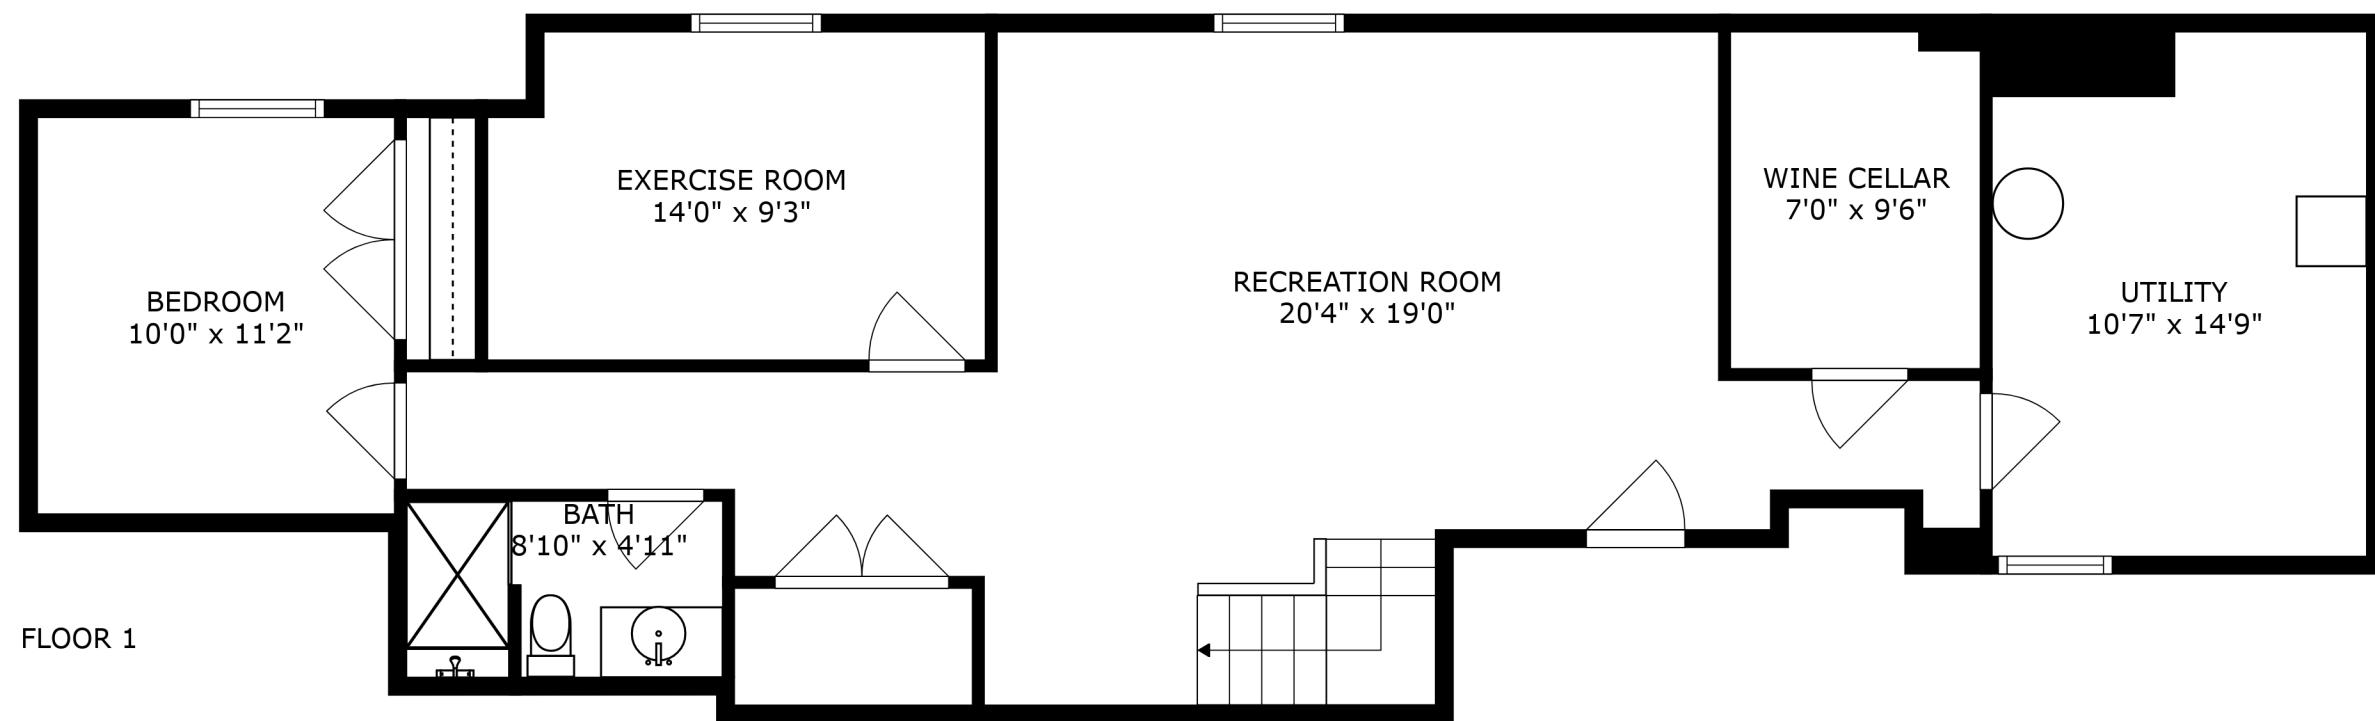 EXERCISE ROOM
14'0" x 9'3"
WINE CELLAR
7'0" x 9'6"
RECREATION ROOM
20'4" x 19'0"
UTILITY
10'7" x 14'9"
BEDROOM
10'0" x 11'2"
BATH
8'10" x 4'11"
FLOOR 1